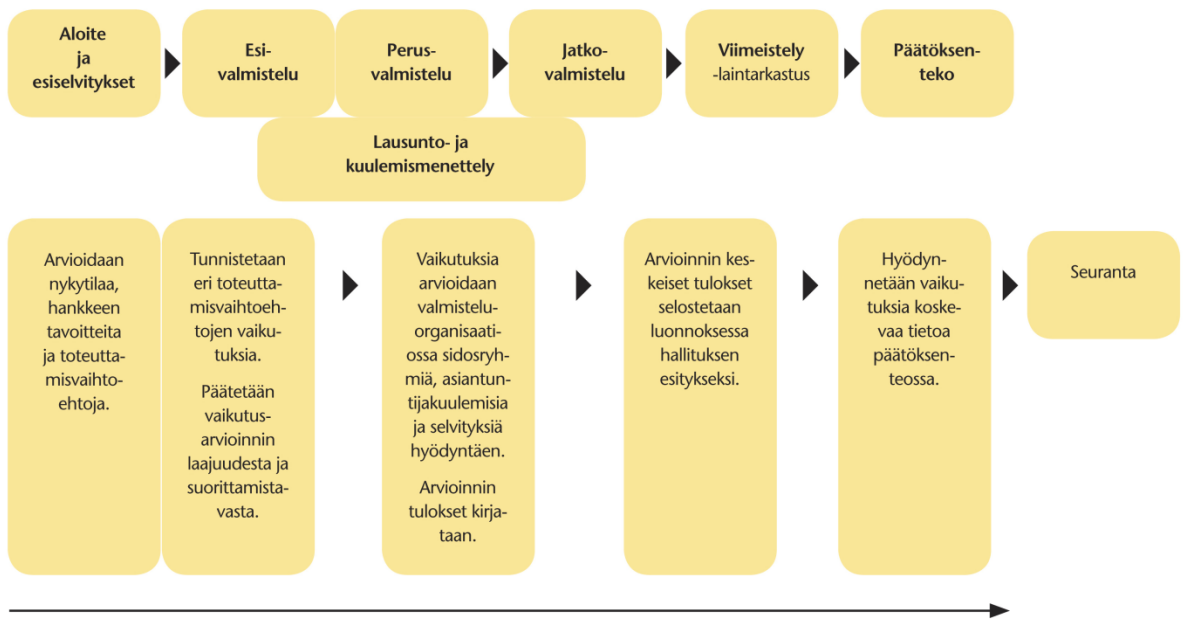 Aloite
ja
esiselvitykset
Esi-
valmistelu
Perus-
valmistelu
Jatko-
valmistelu
Viimeistely
-laintarkastus
Päätöksen-
teko
Lausunto- ja
kuulemismenettely
Arvioidaan
nykytilaa,
hankkeen
tavoitteita
ja toteutta-
misvaihto-
ehtoja.
Tunnistetaan
eri toteutta-
misvaihtoeh-
tojen vaiku-
tuksia.
Päätetään
vaikutus-
arvioinnin
laajuudesta ja
suorittamista-
vasta.
Vaikutuksia
arvioidaan
valmistelu-
organisaati-
ossa sidosryh-
miä, asiantun-
tijakuulemisia
ja selvityksiä
hyödyntäen.
Arvioinnin
tulokset kirja-
taan.
Arvioinnin kes-
keiset tulokset
selostetaan
luonnoksessa
hallituksen
esitykseksi.
Hyödyn-
netään vaiku-
tuksia koske-
vaa tietoa
päätöksen-
teossa.
Seuranta